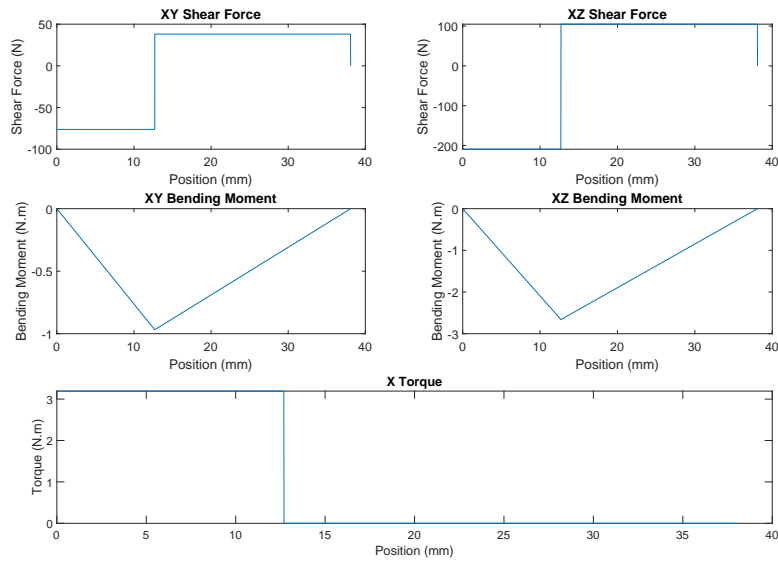 XY Shear Force
50
0
-50
-100
Shear Force (N)
0 10 20 30 40
Position (mm)
XZ Shear Force
100
0
-100
-200
Shear Force (N)
0 10 20 30 40
Position (mm)
XY Bending Moment
0
-0.5
-1
Bending Moment (N.m)
0 10 20 30 40
Position (mm)
XZ Bending Moment
0
-1
-2
-3
Bending Moment (N.m)
0 10 20 30 40
Position (mm)
X Torque
3
2
1
0
Torque (N.m)
0 5 10 15 20 25 30 35 40
Position (mm)